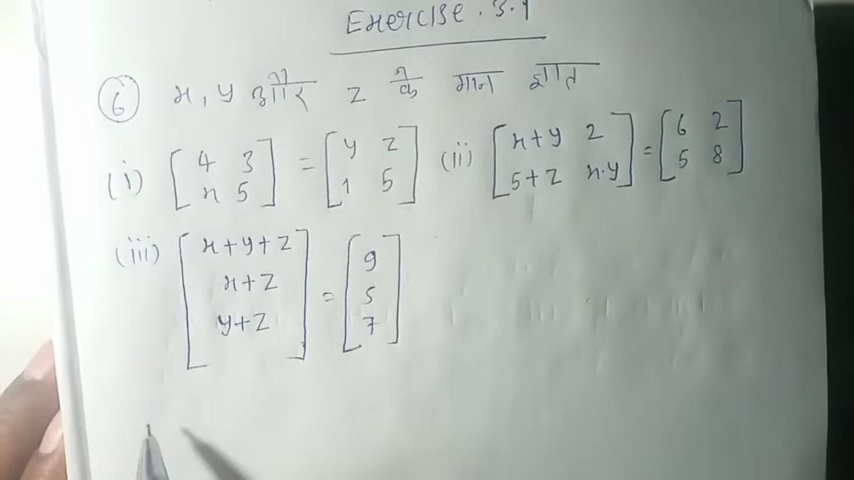 Exercise . 3.1
⑥ x, y और z के मान ज्ञात
(i) [4 3 = [y z (ii) [x+y 2 = [6 2
x 5] 1 5] 5+z x.y] 5 8]
(iii) [x+y+z = [9
x+z 5
y+z] 7]